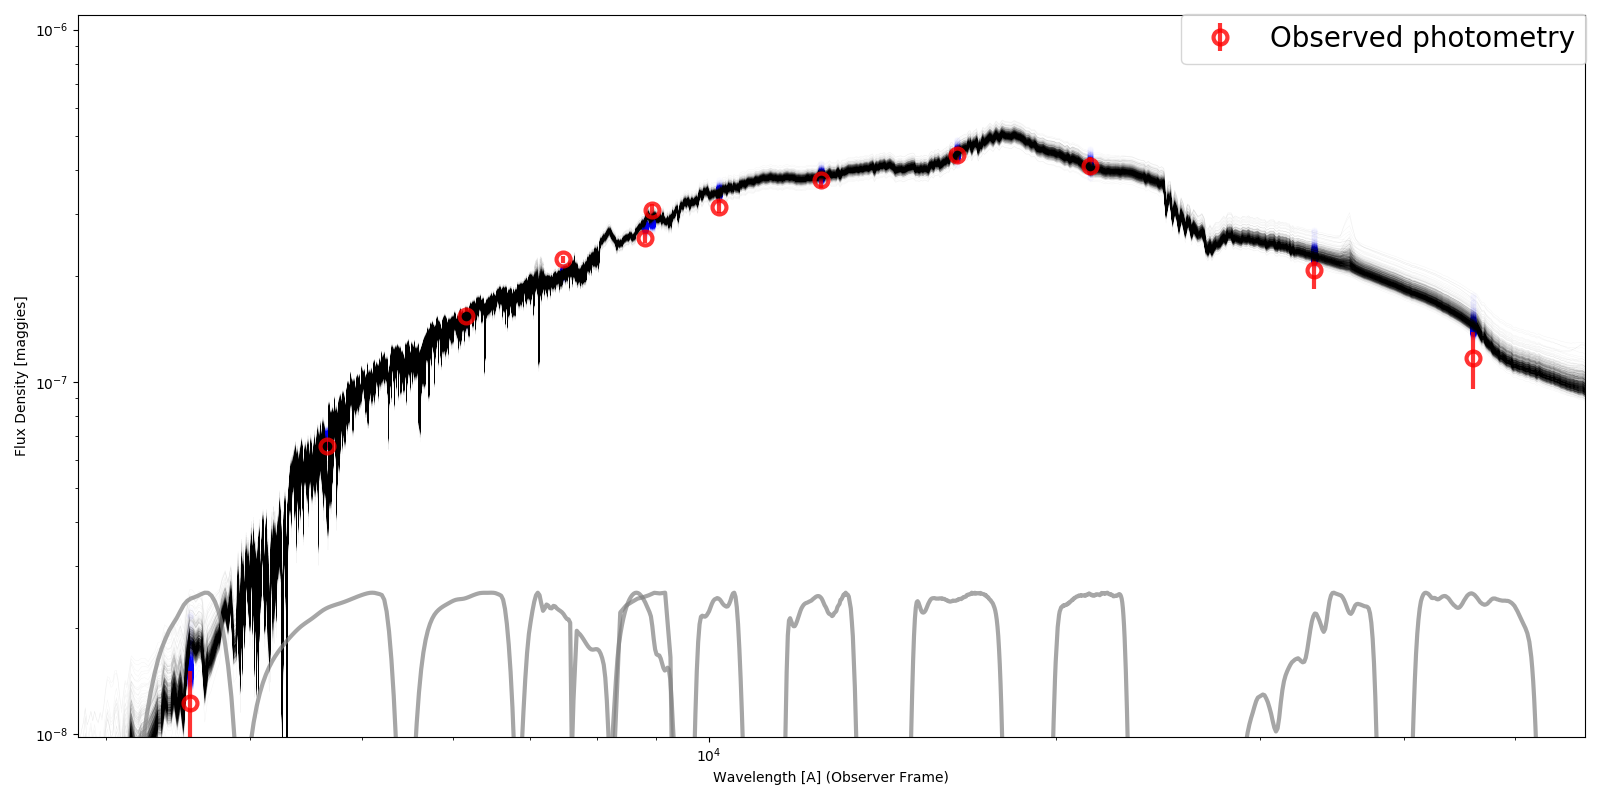 Observed photometry
10⁻⁶
10⁻⁷
10⁻⁸
Flux Density [maggies]
10⁴
Wavelength [A] (Observer Frame)